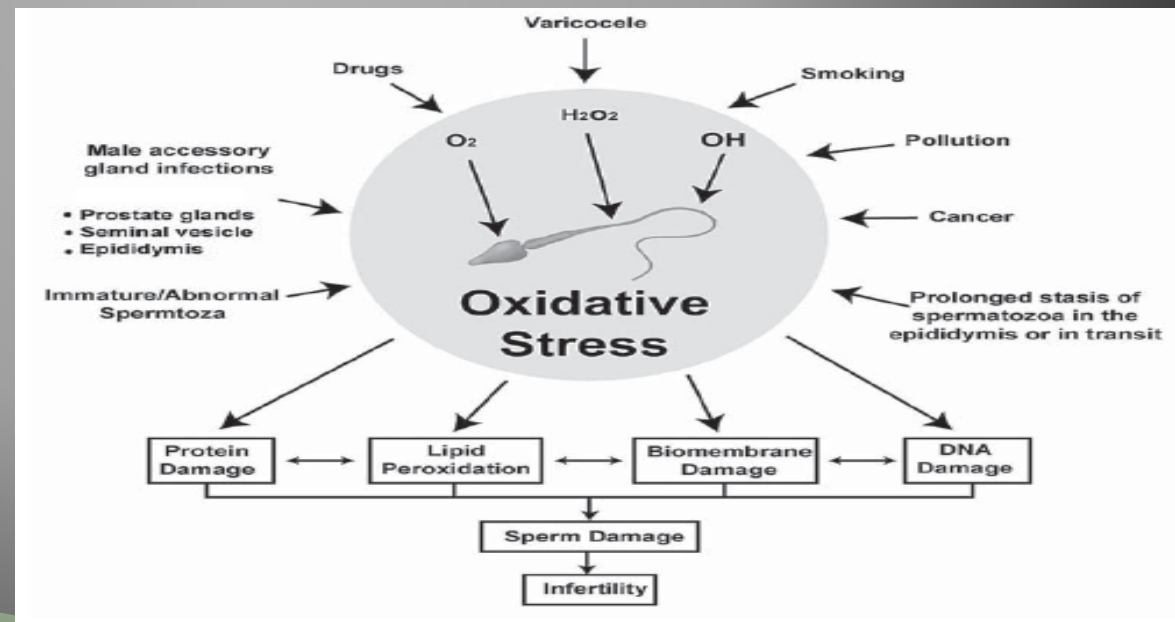 Varicocele
Drugs
Smoking
H2O2
O2
OH
Pollution
Male accessory
gland infections
• Prostate glands
• Seminal vesicle
• Epididymis
Cancer
Immature/Abnormal
Spermtoza
Prolonged stasis of
spermatozoa in the
epididymis or in transit
Oxidative
Stress
Protein
Damage
Lipid
Peroxidation
Biomembrane
Damage
DNA
Damage
Sperm Damage
Infertility